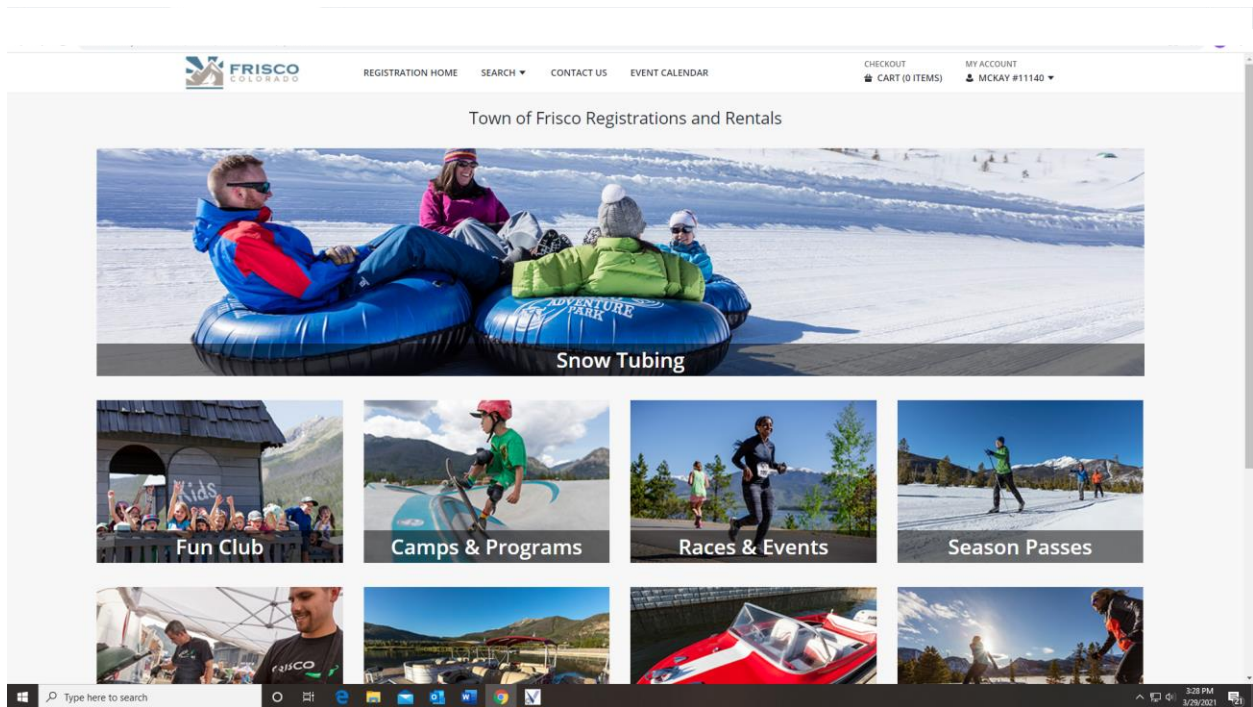 FRISCO
COLORADO
REGISTRATION HOME
SEARCH
CONTACT US
EVENT CALENDAR
CHECKOUT
CART (0 ITEMS)
MY ACCOUNT
MCKAY #11140
Town of Frisco Registrations and Rentals
ADVENTURE
PARK
Snow Tubing
Kids
Fun Club
Camps & Programs
Races & Events
Season Passes
FRISCO
Type here to search
3:28 PM
3/29/2021
21